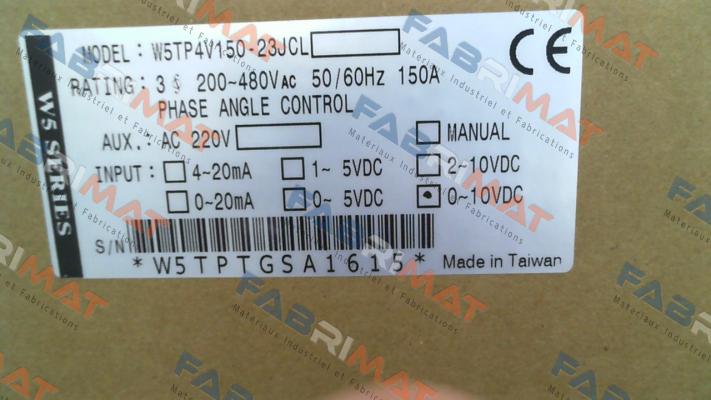 MODEL: W5TP4V150-23JCL
RATING: 3 ϕ 200~480VAC 50/60Hz 150A
PHASE ANGLE CONTROL
AUX.: AC 220V
MANUAL
INPUT: 4~20mA 1~ 5VDC 2~10VDC
0~20mA 0~ 5VDC 0~10VDC
S/N
*W5TPTGSA1615*
Made in Taiwan
W5 SERIES
CE
FABRIMAT
Matériaux Industriel et Fabrications